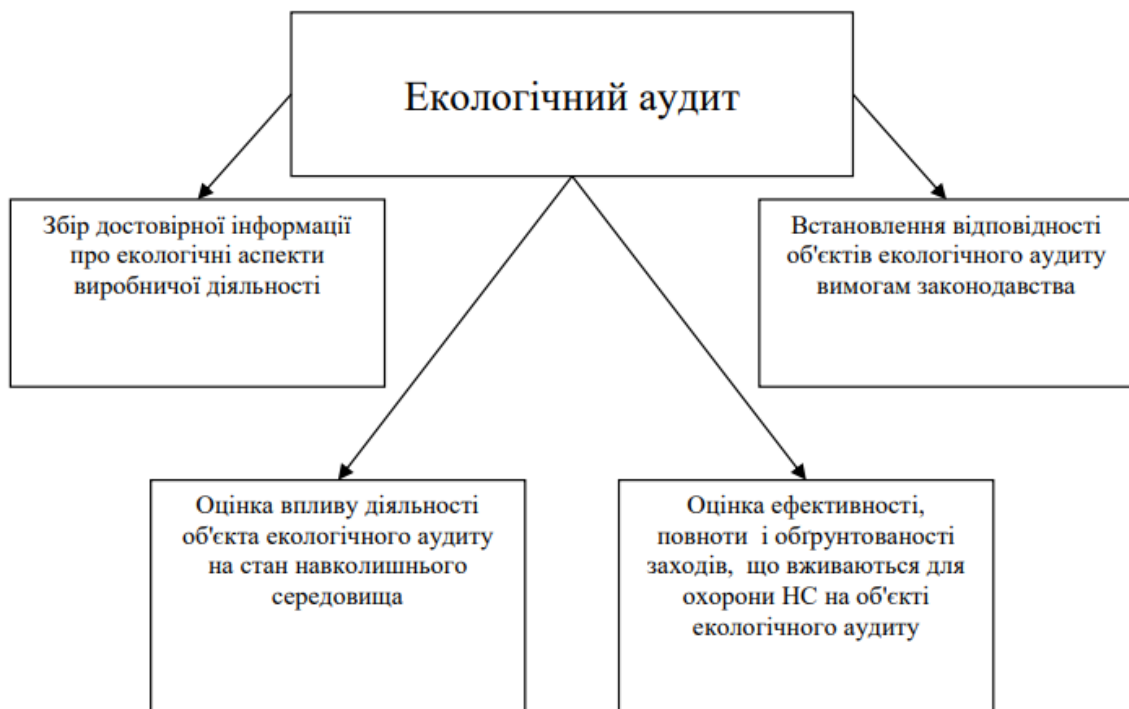 Екологічний аудит
Збір достовірної інформації
про екологічні аспекти
виробничої діяльності
Встановлення відповідності
об'єктів екологічного аудиту
вимогам законодавства
Оцінка впливу діяльності
об'єкта екологічного аудиту
на стан навколишнього
середовища
Оцінка ефективності,
повноти і обґрунтованості
заходів, що вживаються для
охорони НС на об'єкті
екологічного аудиту